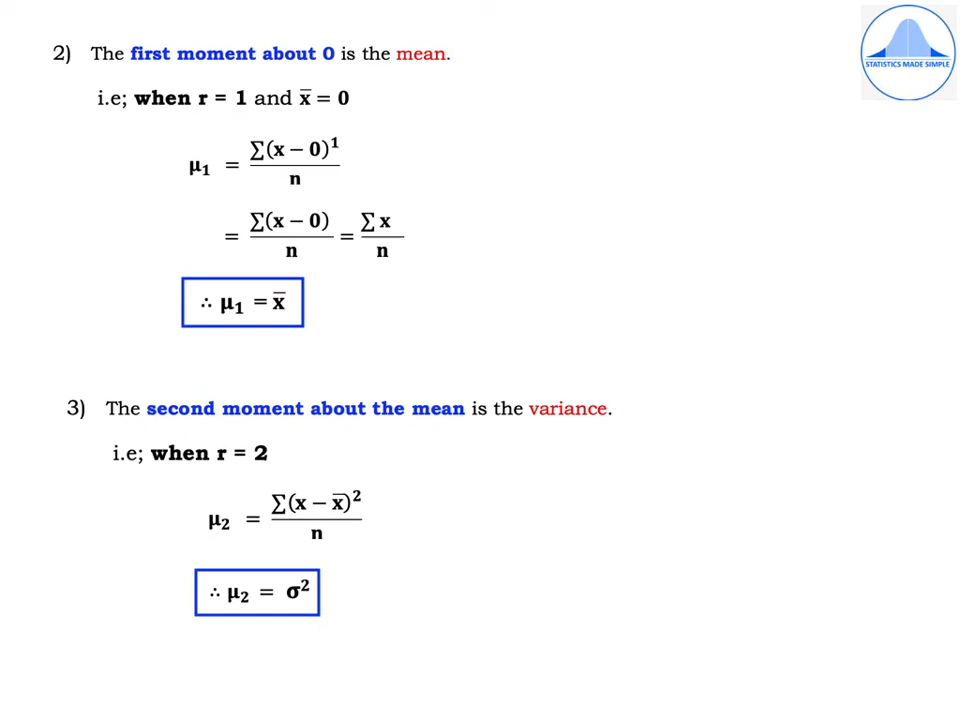 STATISTICS MADE SIMPLE
2) The first moment about 0 is the mean.
i.e; when r = 1 and x̅ = 0
μ₁ = ∑(x − 0)¹ / n
= ∑(x − 0) / n = ∑ x / n
∴ μ₁ = x̅
3) The second moment about the mean is the variance.
i.e; when r = 2
μ₂ = ∑(x − x̅)² / n
∴ μ₂ = σ²